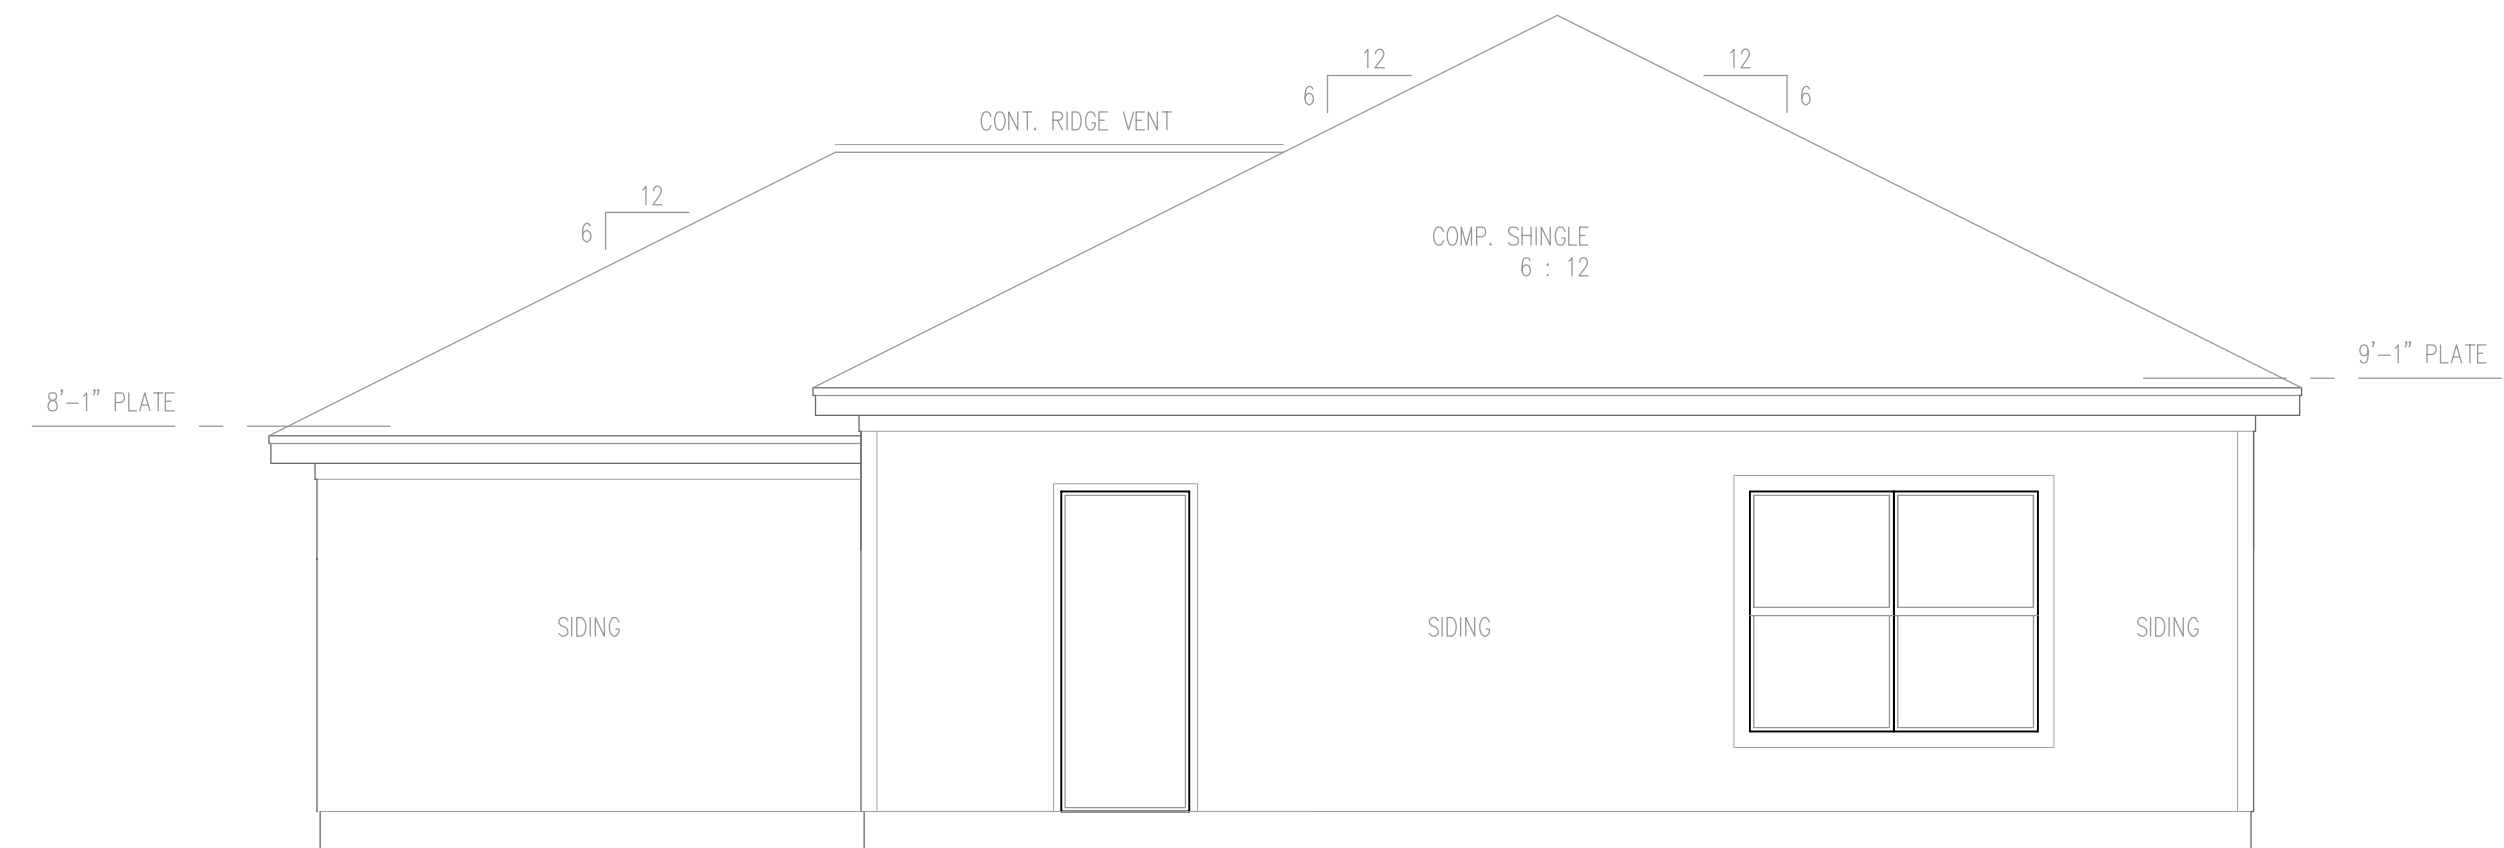 12
12
6
6
CONT. RIDGE VENT
12
6
COMP. SHINGLE
6 : 12
9'-1" PLATE
8'-1" PLATE
SIDING
SIDING
SIDING